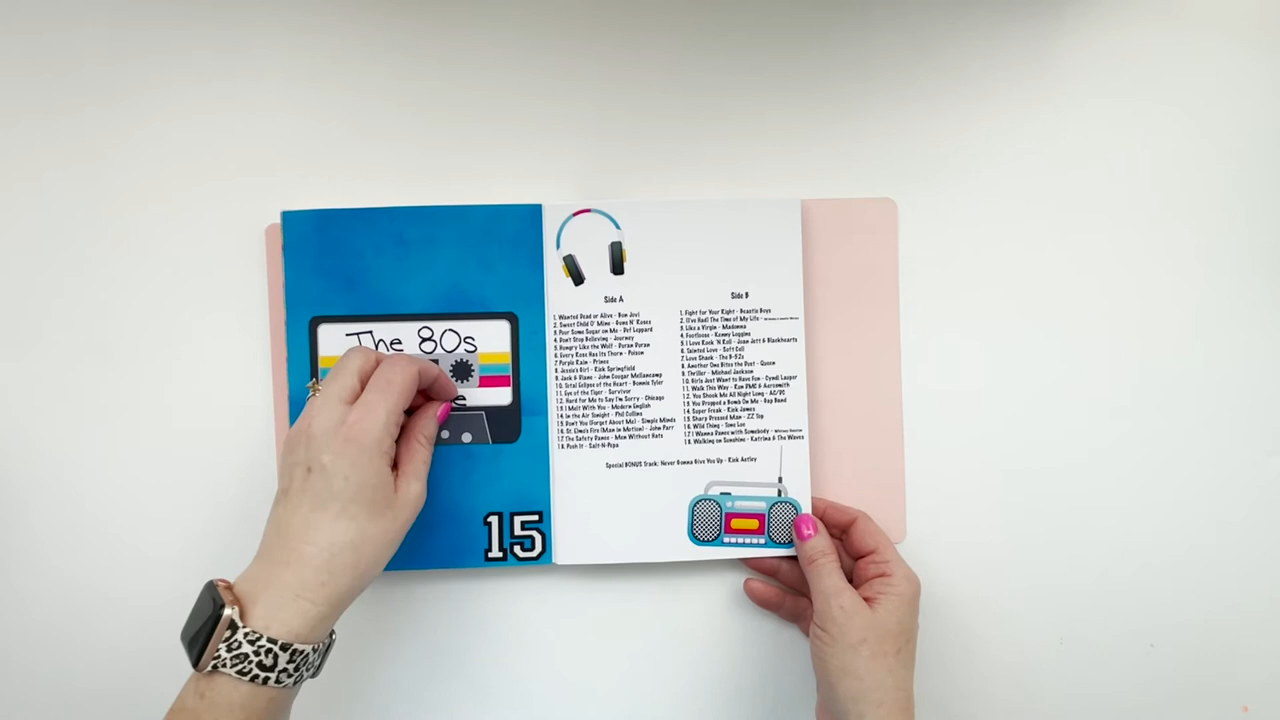 The 80s
e
15
Side A
1. Wanted Dead or Alive - Bon Jovi
2. Sweet Child O' Mine - Guns N' Roses
3. Pour Some Sugar on Me - Def Leppard
4. Don't Stop Believing - Journey
5. Hungry Like the Wolf - Duran Duran
6. Every Rose Has Its Thorn - Poison
7. Purple Rain - Prince
8. Jessie's Girl - Rick Springfield
9. Jack & Diane - John Cougar Mellancamp
10. Total Eclipse of the Heart - Bonnie Tyler
11. Eye of the Tiger - Survivor
12. Hard for Me to Say I'm Sorry - Chicago
13. I Melt With You - Modern English
14. In the Air Tonight - Phil Collins
15. Don't You (Forget About Me) - Simple Minds
16. St. Elmo's Fire (Man in Motion) - John Parr
17. The Safety Dance - Men Without Hats
18. Push It - Salt-N-Pepa
Side B
1. Fight for Your Right - Beastie Boys
2. (I've Had) The Time of My Life -
3. Like a Virgin - Madonna
4. Footloose - Kenny Loggins
5. I Love Rock 'N Roll - Joan Jett & Blackhearts
6. Tainted Love - Soft Cell
7. Love Shack - The B-52s
8. Another One Bites the Dust - Queen
9. Thriller - Michael Jackson
10. Girls Just Want to Have Fun - Cyndi Lauper
11. Walk This Way - Run DMC & Aerosmith
12. You Shook Me All Night Long - AC/DC
13. You Dropped a Bomb On Me - Gap Band
14. Super Freak - Rick James
15. Sharp Dressed Man - ZZ Top
16. Wild Thing - Tone Loc
17. I Wanna Dance with Somebody - Whitney Houston
18. Walking on Sunshine - Katrina & The Waves
Special BONUS Track: Never Gonna Give You Up - Rick Astley